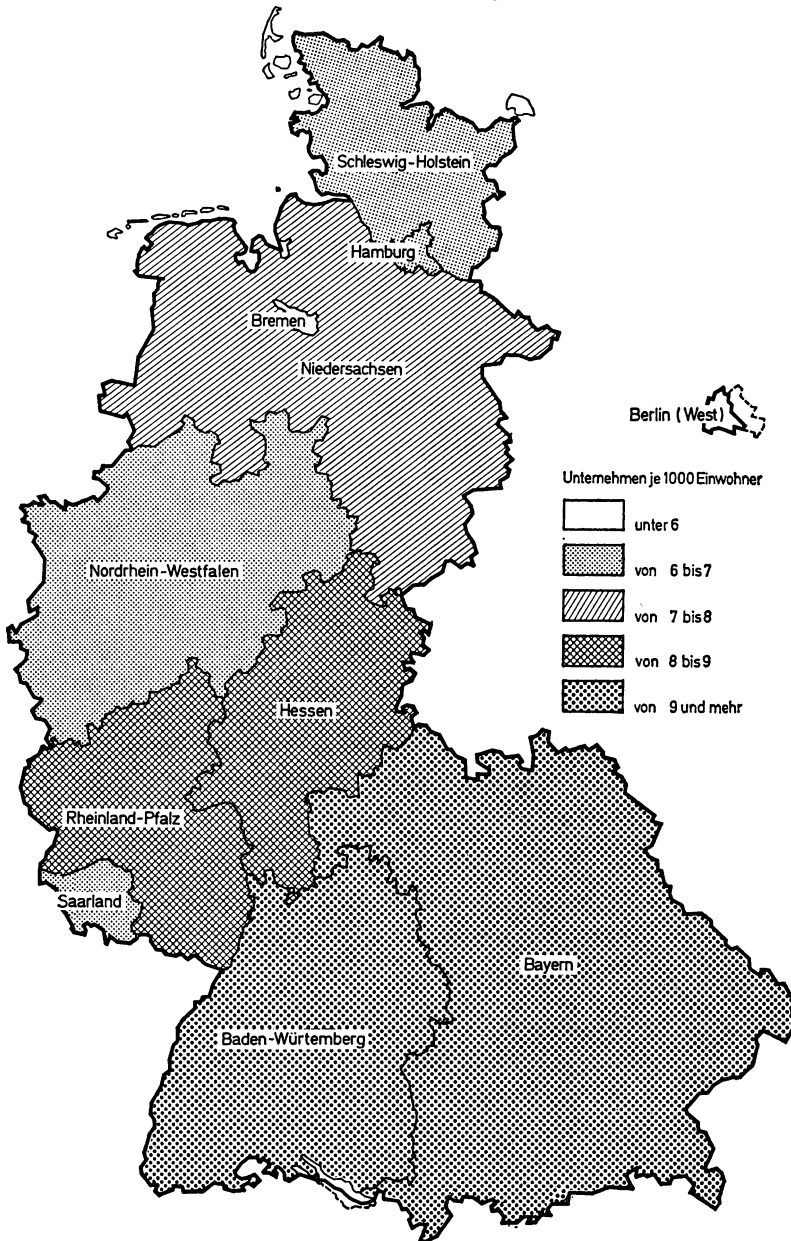 Schleswig-Holstein
Hamburg
Bremen
Niedersachsen
Berlin (West)
Unternehmen je 1000 Einwohner
unter 6
von 6 bis 7
von 7 bis 8
von 8 bis 9
von 9 und mehr
Nordrhein-Westfalen
Hessen
Rheinland-Pfalz
Saarland
Bayern
Baden-Würtemberg